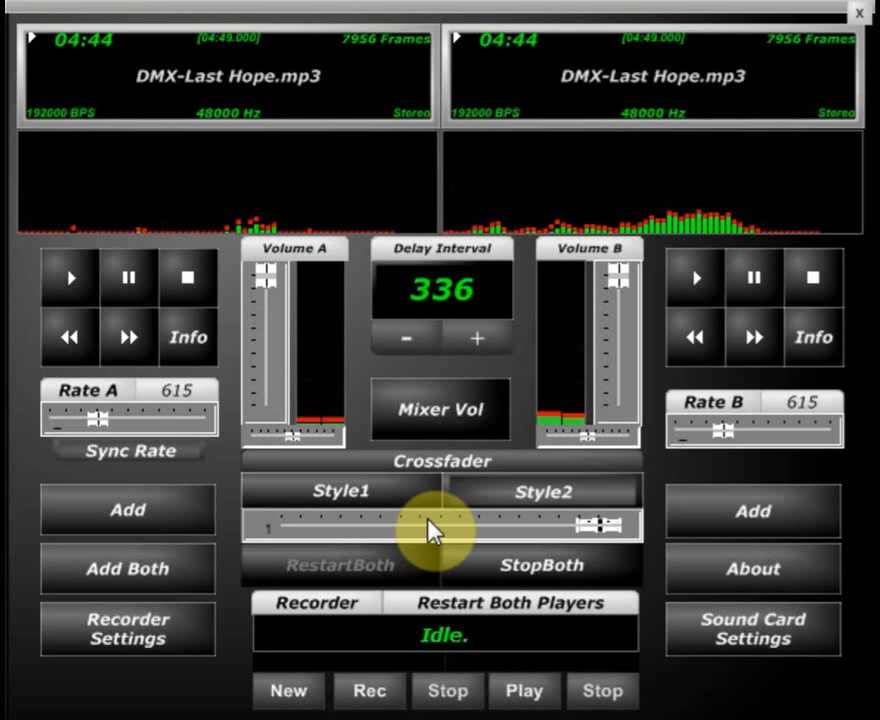 x
04:44 [04:49.000] 7956 Frames
DMX-Last Hope.mp3
192000 BPS 48000 Hz Stereo
04:44 [04:49.000] 7956 Frames
DMX-Last Hope.mp3
192000 BPS 48000 Hz Stereo
Volume A
Delay Interval
Volume B
336
- +
Info
Info
Mixer Vol
Rate A 615
Rate B 615
Sync Rate
Crossfader
Style1 Style2
1
Add
Add
RestartBoth StopBoth
Add Both
About
Recorder
Settings
Recorder Restart Both Players
Idle.
Sound Card
Settings
New Rec Stop Play Stop